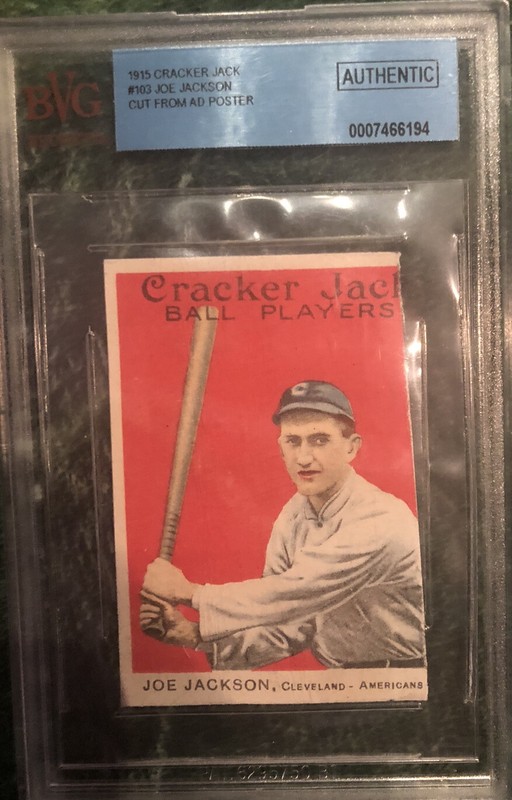 BVG
1915 CRACKER JACK
#103 JOE JACKSON
CUT FROM AD POSTER
AUTHENTIC
0007466194
Cracker Jack
BALL PLAYERS
C
JOE JACKSON, CLEVELAND - AMERICANS